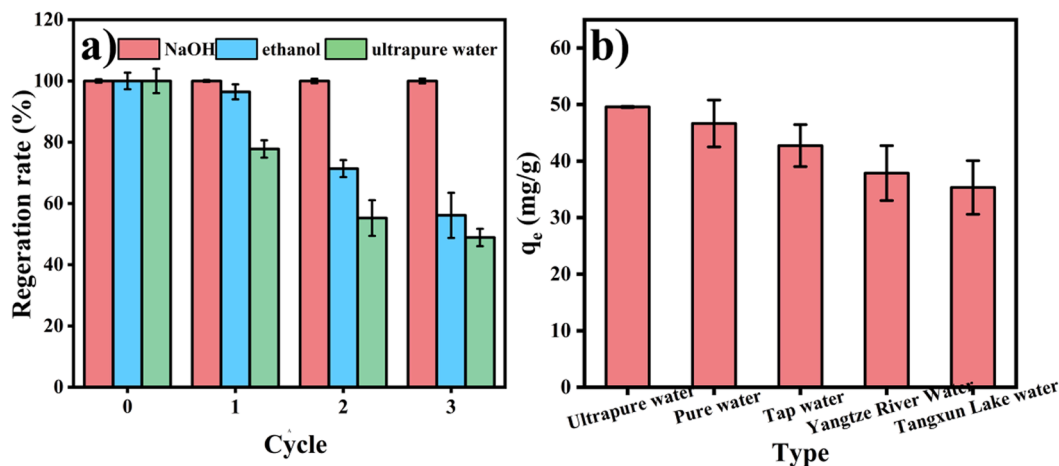 a)
NaOH ethanol ultrapure water
Regeration rate (%)
120
100
80
60
40
20
0
0 1 2 3
Cycle
b)
q_e (mg/g)
60
50
40
30
20
10
0
Ultrapure water
Pure water
Tap water
Yangtze River Water
Tangxun Lake water
Type